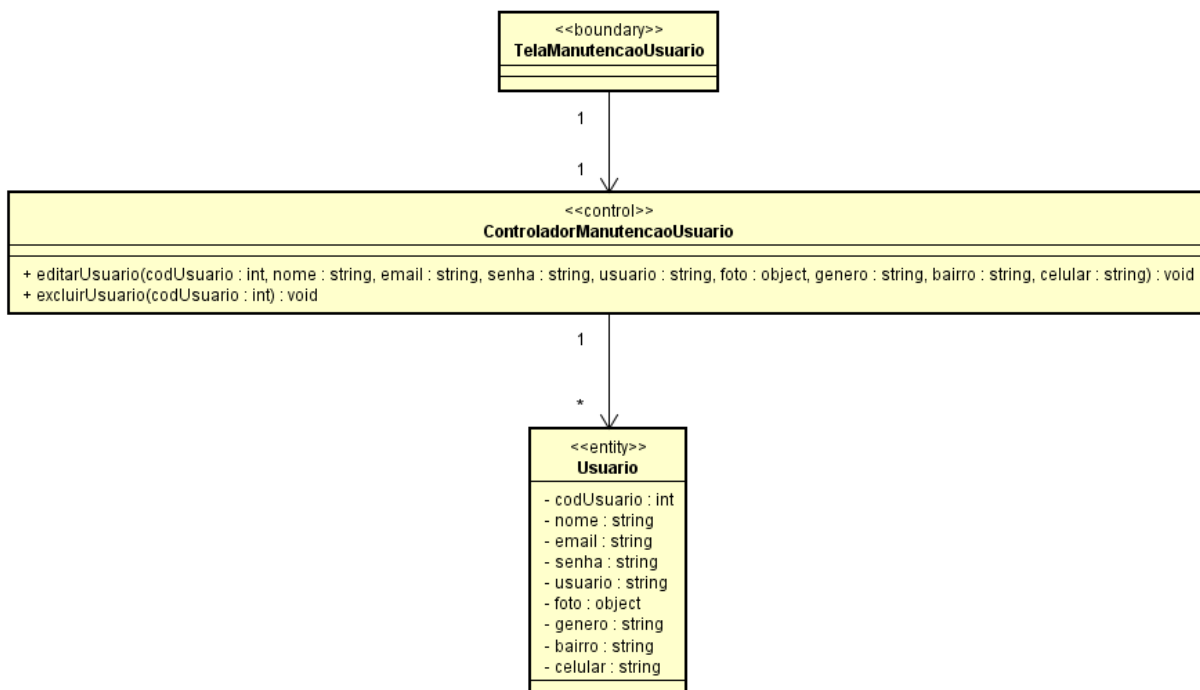 <<boundary>>
TelaManutencaoUsuario
1
1
<<control>>
ControladorManutencaoUsuario
+ editarUsuario(codUsuario : int, nome : string, email : string, senha : string, usuario : string, foto : object, genero : string, bairro : string, celular : string) : void
+ excluirUsuario(codUsuario : int) : void
1
*
<<entity>>
Usuario
- codUsuario : int
- nome : string
- email : string
- senha : string
- usuario : string
- foto : object
- genero : string
- bairro : string
- celular : string